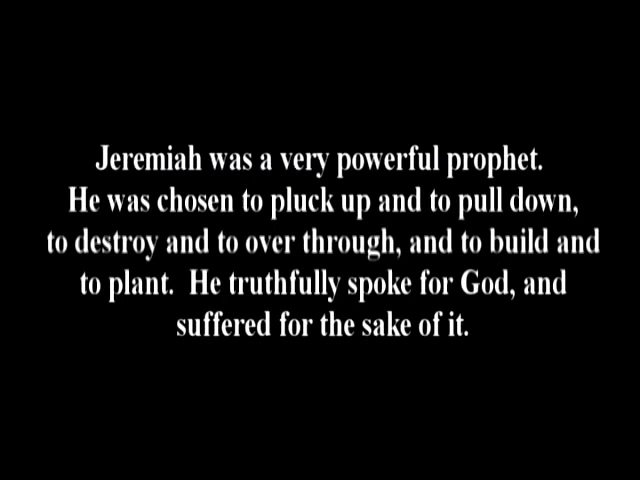 Jeremiah was a very powerful prophet.
He was chosen to pluck up and to pull down,
to destroy and to over through, and to build and
to plant.  He truthfully spoke for God, and
suffered for the sake of it.